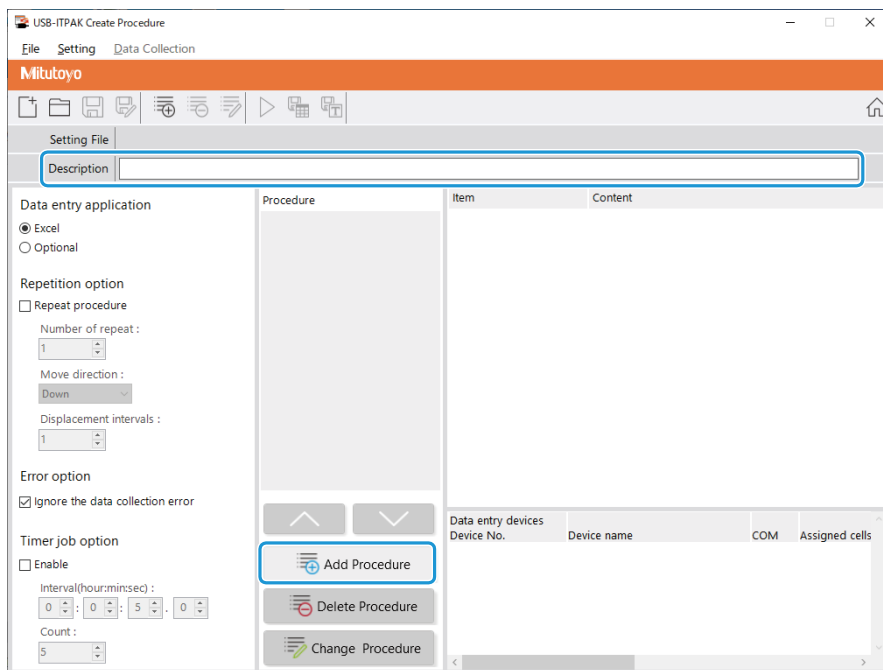 USB-ITPAK Create Procedure
File Setting Data Collection
Mitutoyo
Setting File
Description
Data entry application
Excel
Optional
Repetition option
Repeat procedure
Number of repeat :
1
Move direction :
Down
Displacement intervals :
1
Error option
Ignore the data collection error
Timer job option
Enable
Interval(hour:min:sec) :
0 : 0 : 5 . 0
Count :
5
Procedure
Add Procedure
Delete Procedure
Change Procedure
Item Content
Data entry devices
Device No. Device name COM Assigned cells